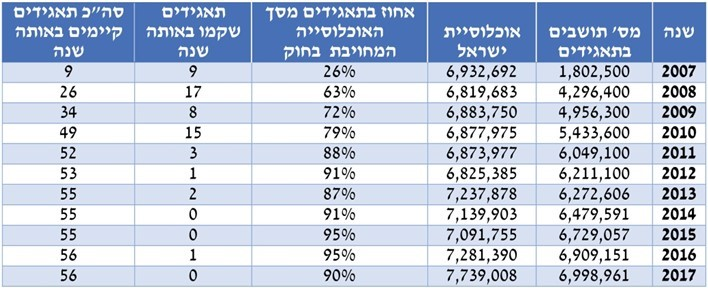 שנה | מס' תושבים בתאגידים | אוכלוסיית ישראל | אחוז בתאגידים מסך האוכלוסייה המחויבת בחוק | תאגידים שקמו באותה שנה | סה"כ תאגידים קיימים באותה שנה
2007 | 1,802,500 | 6,932,692 | 26% | 9 | 9
2008 | 4,296,400 | 6,819,683 | 63% | 17 | 26
2009 | 4,956,300 | 6,883,750 | 72% | 8 | 34
2010 | 5,433,600 | 6,877,975 | 79% | 15 | 49
2011 | 6,049,100 | 6,873,977 | 88% | 3 | 52
2012 | 6,211,100 | 6,825,385 | 91% | 1 | 53
2013 | 6,272,606 | 7,237,878 | 87% | 2 | 55
2014 | 6,479,591 | 7,139,903 | 91% | 0 | 55
2015 | 6,729,057 | 7,091,755 | 95% | 0 | 55
2016 | 6,909,151 | 7,281,390 | 95% | 1 | 56
2017 | 6,998,961 | 7,739,008 | 90% | 0 | 56